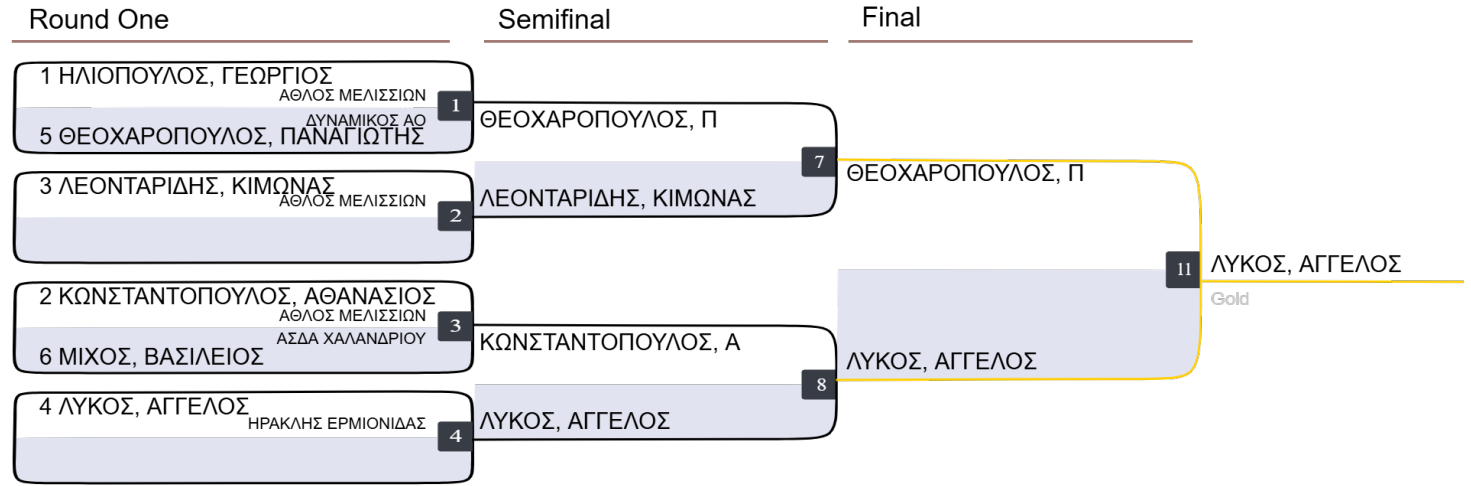 Round One
Semifinal
Final
1 ΗΛΙΟΠΟΥΛΟΣ, ΓΕΩΡΓΙΟΣ
ΑΘΛΟΣ ΜΕΛΙΣΣΙΩΝ
1
ΔΥΝΑΜΙΚΟΣ ΑΟ
5 ΘΕΟΧΑΡΟΠΟΥΛΟΣ, ΠΑΝΑΓΙΩΤΗΣ
3 ΛΕΟΝΤΑΡΙΔΗΣ, ΚΙΜΩΝΑΣ
ΑΘΛΟΣ ΜΕΛΙΣΣΙΩΝ
2
2 ΚΩΝΣΤΑΝΤΟΠΟΥΛΟΣ, ΑΘΑΝΑΣΙΟΣ
ΑΘΛΟΣ ΜΕΛΙΣΣΙΩΝ
3
ΑΣΔΑ ΧΑΛΑΝΔΡΙΟΥ
6 ΜΙΧΟΣ, ΒΑΣΙΛΕΙΟΣ
4 ΛΥΚΟΣ, ΑΓΓΕΛΟΣ
ΗΡΑΚΛΗΣ ΕΡΜΙΟΝΙΔΑΣ
4
ΘΕΟΧΑΡΟΠΟΥΛΟΣ, Π
7
ΛΕΟΝΤΑΡΙΔΗΣ, ΚΙΜΩΝΑΣ
ΚΩΝΣΤΑΝΤΟΠΟΥΛΟΣ, Α
8
ΛΥΚΟΣ, ΑΓΓΕΛΟΣ
ΘΕΟΧΑΡΟΠΟΥΛΟΣ, Π
11
ΛΥΚΟΣ, ΑΓΓΕΛΟΣ
ΛΥΚΟΣ, ΑΓΓΕΛΟΣ
Gold